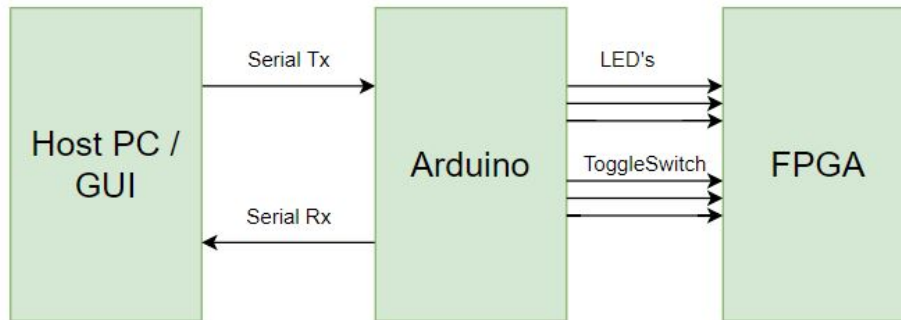 Serial Tx
LED's
Host PC /
GUI
Arduino
ToggleSwitch
FPGA
Serial Rx